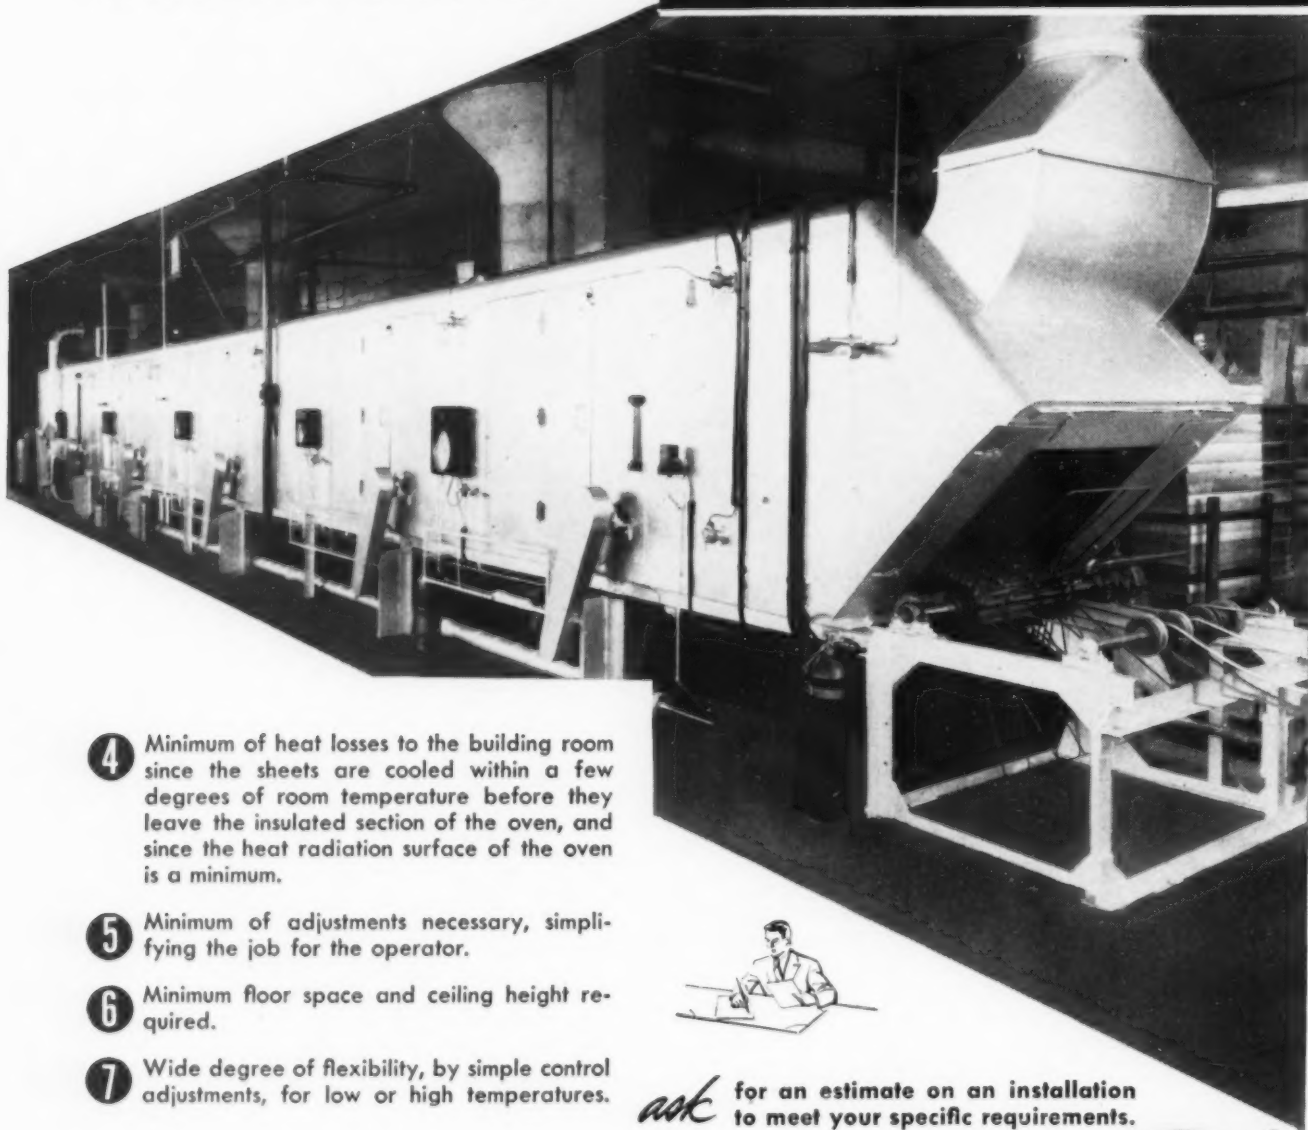 4 Minimum of heat losses to the building room
since the sheets are cooled within a few
degrees of room temperature before they
leave the insulated section of the oven, and
since the heat radiation surface of the oven
is a minimum.
5 Minimum of adjustments necessary, simpli-
fying the job for the operator.
6 Minimum floor space and ceiling height re-
quired.
7 Wide degree of flexibility, by simple control
adjustments, for low or high temperatures.
ask for an estimate on an installation
to meet your specific requirements.